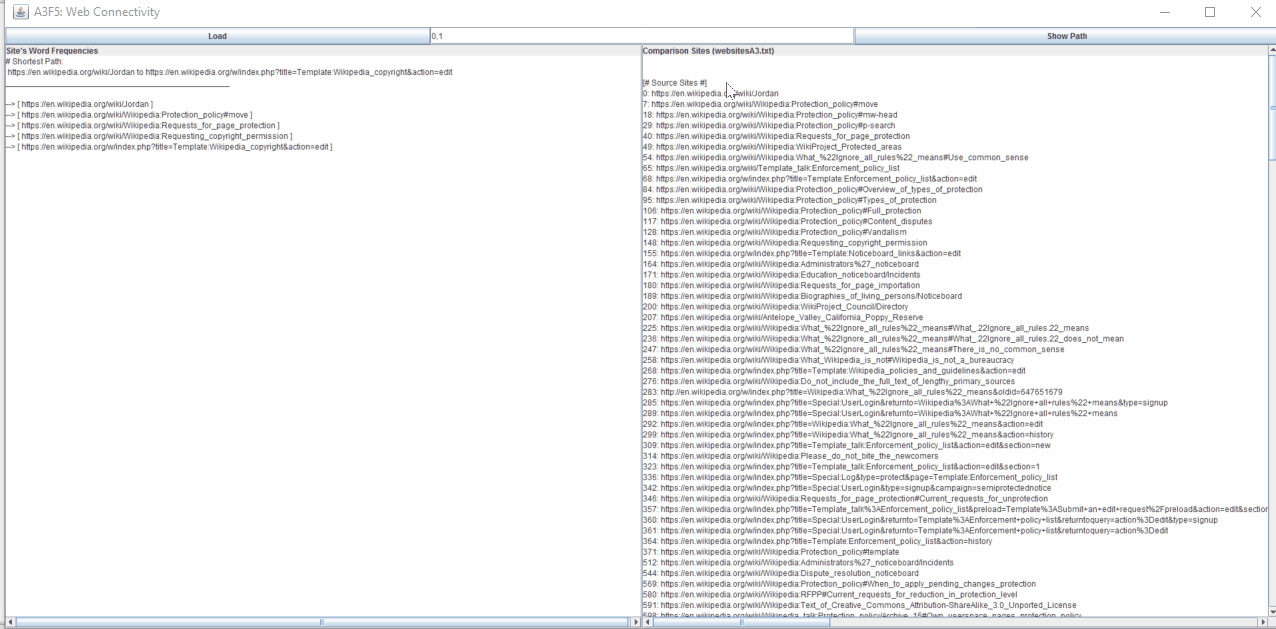 A3F5: Web Connectivity
Load
0,1
Show Path
Site's Word Frequencies
# Shortest Path:
https://en.wikipedia.org/wiki/Jordan to https://en.wikipedia.org/w/index.php?title=Template:Wikipedia_copyright&action=edit
--> [ https://en.wikipedia.org/wiki/Jordan ]
--> [ https://en.wikipedia.org/wiki/Wikipedia:Protection_policy#move ]
--> [ https://en.wikipedia.org/wiki/Wikipedia:Requests_for_page_protection ]
--> [ https://en.wikipedia.org/wiki/Wikipedia:Requesting_copyright_permission ]
--> [ https://en.wikipedia.org/w/index.php?title=Template:Wikipedia_copyright&action=edit ]
Comparison Sites (websitesA3.txt)
[# Source Sites #]
0: https://en.wikipedia.org/wiki/Jordan
7: https://en.wikipedia.org/wiki/Wikipedia:Protection_policy#move
18: https://en.wikipedia.org/wiki/Wikipedia:Protection_policy#mw-head
29: https://en.wikipedia.org/wiki/Wikipedia:Protection_policy#p-search
40: https://en.wikipedia.org/wiki/Wikipedia:Requests_for_page_protection
49: https://en.wikipedia.org/wiki/Wikipedia:WikiProject_Protected_areas
54: https://en.wikipedia.org/wiki/Wikipedia:What_%22Ignore_all_rules%22_means#Use_common_sense
65: https://en.wikipedia.org/wiki/Template_talk:Enforcement_policy_list
68: https://en.wikipedia.org/w/index.php?title=Template:Enforcement_policy_list&action=edit
84: https://en.wikipedia.org/wiki/Wikipedia:Protection_policy#Overview_of_types_of_protection
95: https://en.wikipedia.org/wiki/Wikipedia:Protection_policy#Types_of_protection
106: https://en.wikipedia.org/wiki/Wikipedia:Protection_policy#Full_protection
117: https://en.wikipedia.org/wiki/Wikipedia:Protection_policy#Content_disputes
128: https://en.wikipedia.org/wiki/Wikipedia:Protection_policy#Vandalism
148: https://en.wikipedia.org/wiki/Wikipedia:Requesting_copyright_permission
155: https://en.wikipedia.org/w/index.php?title=Template:Noticeboard_links&action=edit
164: https://en.wikipedia.org/wiki/Wikipedia:Administrators%27_noticeboard
171: https://en.wikipedia.org/wiki/Wikipedia:Education_noticeboard/Incidents
180: https://en.wikipedia.org/wiki/Wikipedia:Requests_for_page_importation
189: https://en.wikipedia.org/wiki/Wikipedia:Biographies_of_living_persons/Noticeboard
200: https://en.wikipedia.org/wiki/Wikipedia:WikiProject_Council/Directory
207: https://en.wikipedia.org/wiki/Antelope_Valley_California_Poppy_Reserve
225: https://en.wikipedia.org/wiki/Wikipedia:What_%22Ignore_all_rules%22_means#What_.22Ignore_all_rules.22_means
236: https://en.wikipedia.org/wiki/Wikipedia:What_%22Ignore_all_rules%22_means#What_.22Ignore_all_rules.22_does_not_mean
247: https://en.wikipedia.org/wiki/Wikipedia:What_%22Ignore_all_rules%22_means#There_is_no_common_sense
258: https://en.wikipedia.org/wiki/Wikipedia:What_Wikipedia_is_not#Wikipedia_is_not_a_bureaucracy
268: https://en.wikipedia.org/w/index.php?title=Template:Wikipedia_policies_and_guidelines&action=edit
276: https://en.wikipedia.org/wiki/Wikipedia:Do_not_include_the_full_text_of_lengthy_primary_sources
283: http://en.wikipedia.org/w/index.php?title=Wikipedia:What_%22Ignore_all_rules%22_means&oldid=647651679
285: https://en.wikipedia.org/w/index.php?title=Special:UserLogin&returnto=Wikipedia%3AWhat+%22Ignore+all+rules%22+means&type=signup
289: https://en.wikipedia.org/w/index.php?title=Special:UserLogin&returnto=Wikipedia%3AWhat+%22Ignore+all+rules%22+means
292: https://en.wikipedia.org/w/index.php?title=Wikipedia:What_%22Ignore_all_rules%22_means&action=edit
299: https://en.wikipedia.org/w/index.php?title=Wikipedia:What_%22Ignore_all_rules%22_means&action=history
309: https://en.wikipedia.org/w/index.php?title=Template_talk:Enforcement_policy_list&action=edit&section=new
314: https://en.wikipedia.org/wiki/Wikipedia:Please_do_not_bite_the_newcomers
323: https://en.wikipedia.org/w/index.php?title=Template_talk:Enforcement_policy_list&action=edit&section=1
336: https://en.wikipedia.org/w/index.php?title=Special:Log&type=protect&page=Template:Enforcement_policy_list
342: https://en.wikipedia.org/w/index.php?title=Special:UserLogin&type=signup&campaign=semiprotectednotice
346: https://en.wikipedia.org/wiki/Wikipedia:Requests_for_page_protection#Current_requests_for_unprotection
357: https://en.wikipedia.org/w/index.php?title=Template_talk%3AEnforcement_policy_list&preload=Template%3ASubmit+an+edit+request%2Fpreload&action=edit&section
360: https://en.wikipedia.org/w/index.php?title=Special:UserLogin&returnto=Template%3AEnforcement+policy+list&returntoquery=action%3Dedit&type=signup
361: https://en.wikipedia.org/w/index.php?title=Special:UserLogin&returnto=Template%3AEnforcement+policy+list&returntoquery=action%3Dedit
364: https://en.wikipedia.org/w/index.php?title=Template:Enforcement_policy_list&action=history
371: https://en.wikipedia.org/wiki/Wikipedia:Protection_policy#template
512: https://en.wikipedia.org/wiki/Wikipedia:Administrators%27_noticeboard/Incidents
544: https://en.wikipedia.org/wiki/Wikipedia:Dispute_resolution_noticeboard
569: https://en.wikipedia.org/wiki/Wikipedia:Protection_policy#When_to_apply_pending_changes_protection
580: https://en.wikipedia.org/wiki/Wikipedia:RFPP#Current_requests_for_reduction_in_protection_level
591: https://en.wikipedia.org/wiki/Wikipedia:Text_of_Creative_Commons_Attribution-ShareAlike_3.0_Unported_License